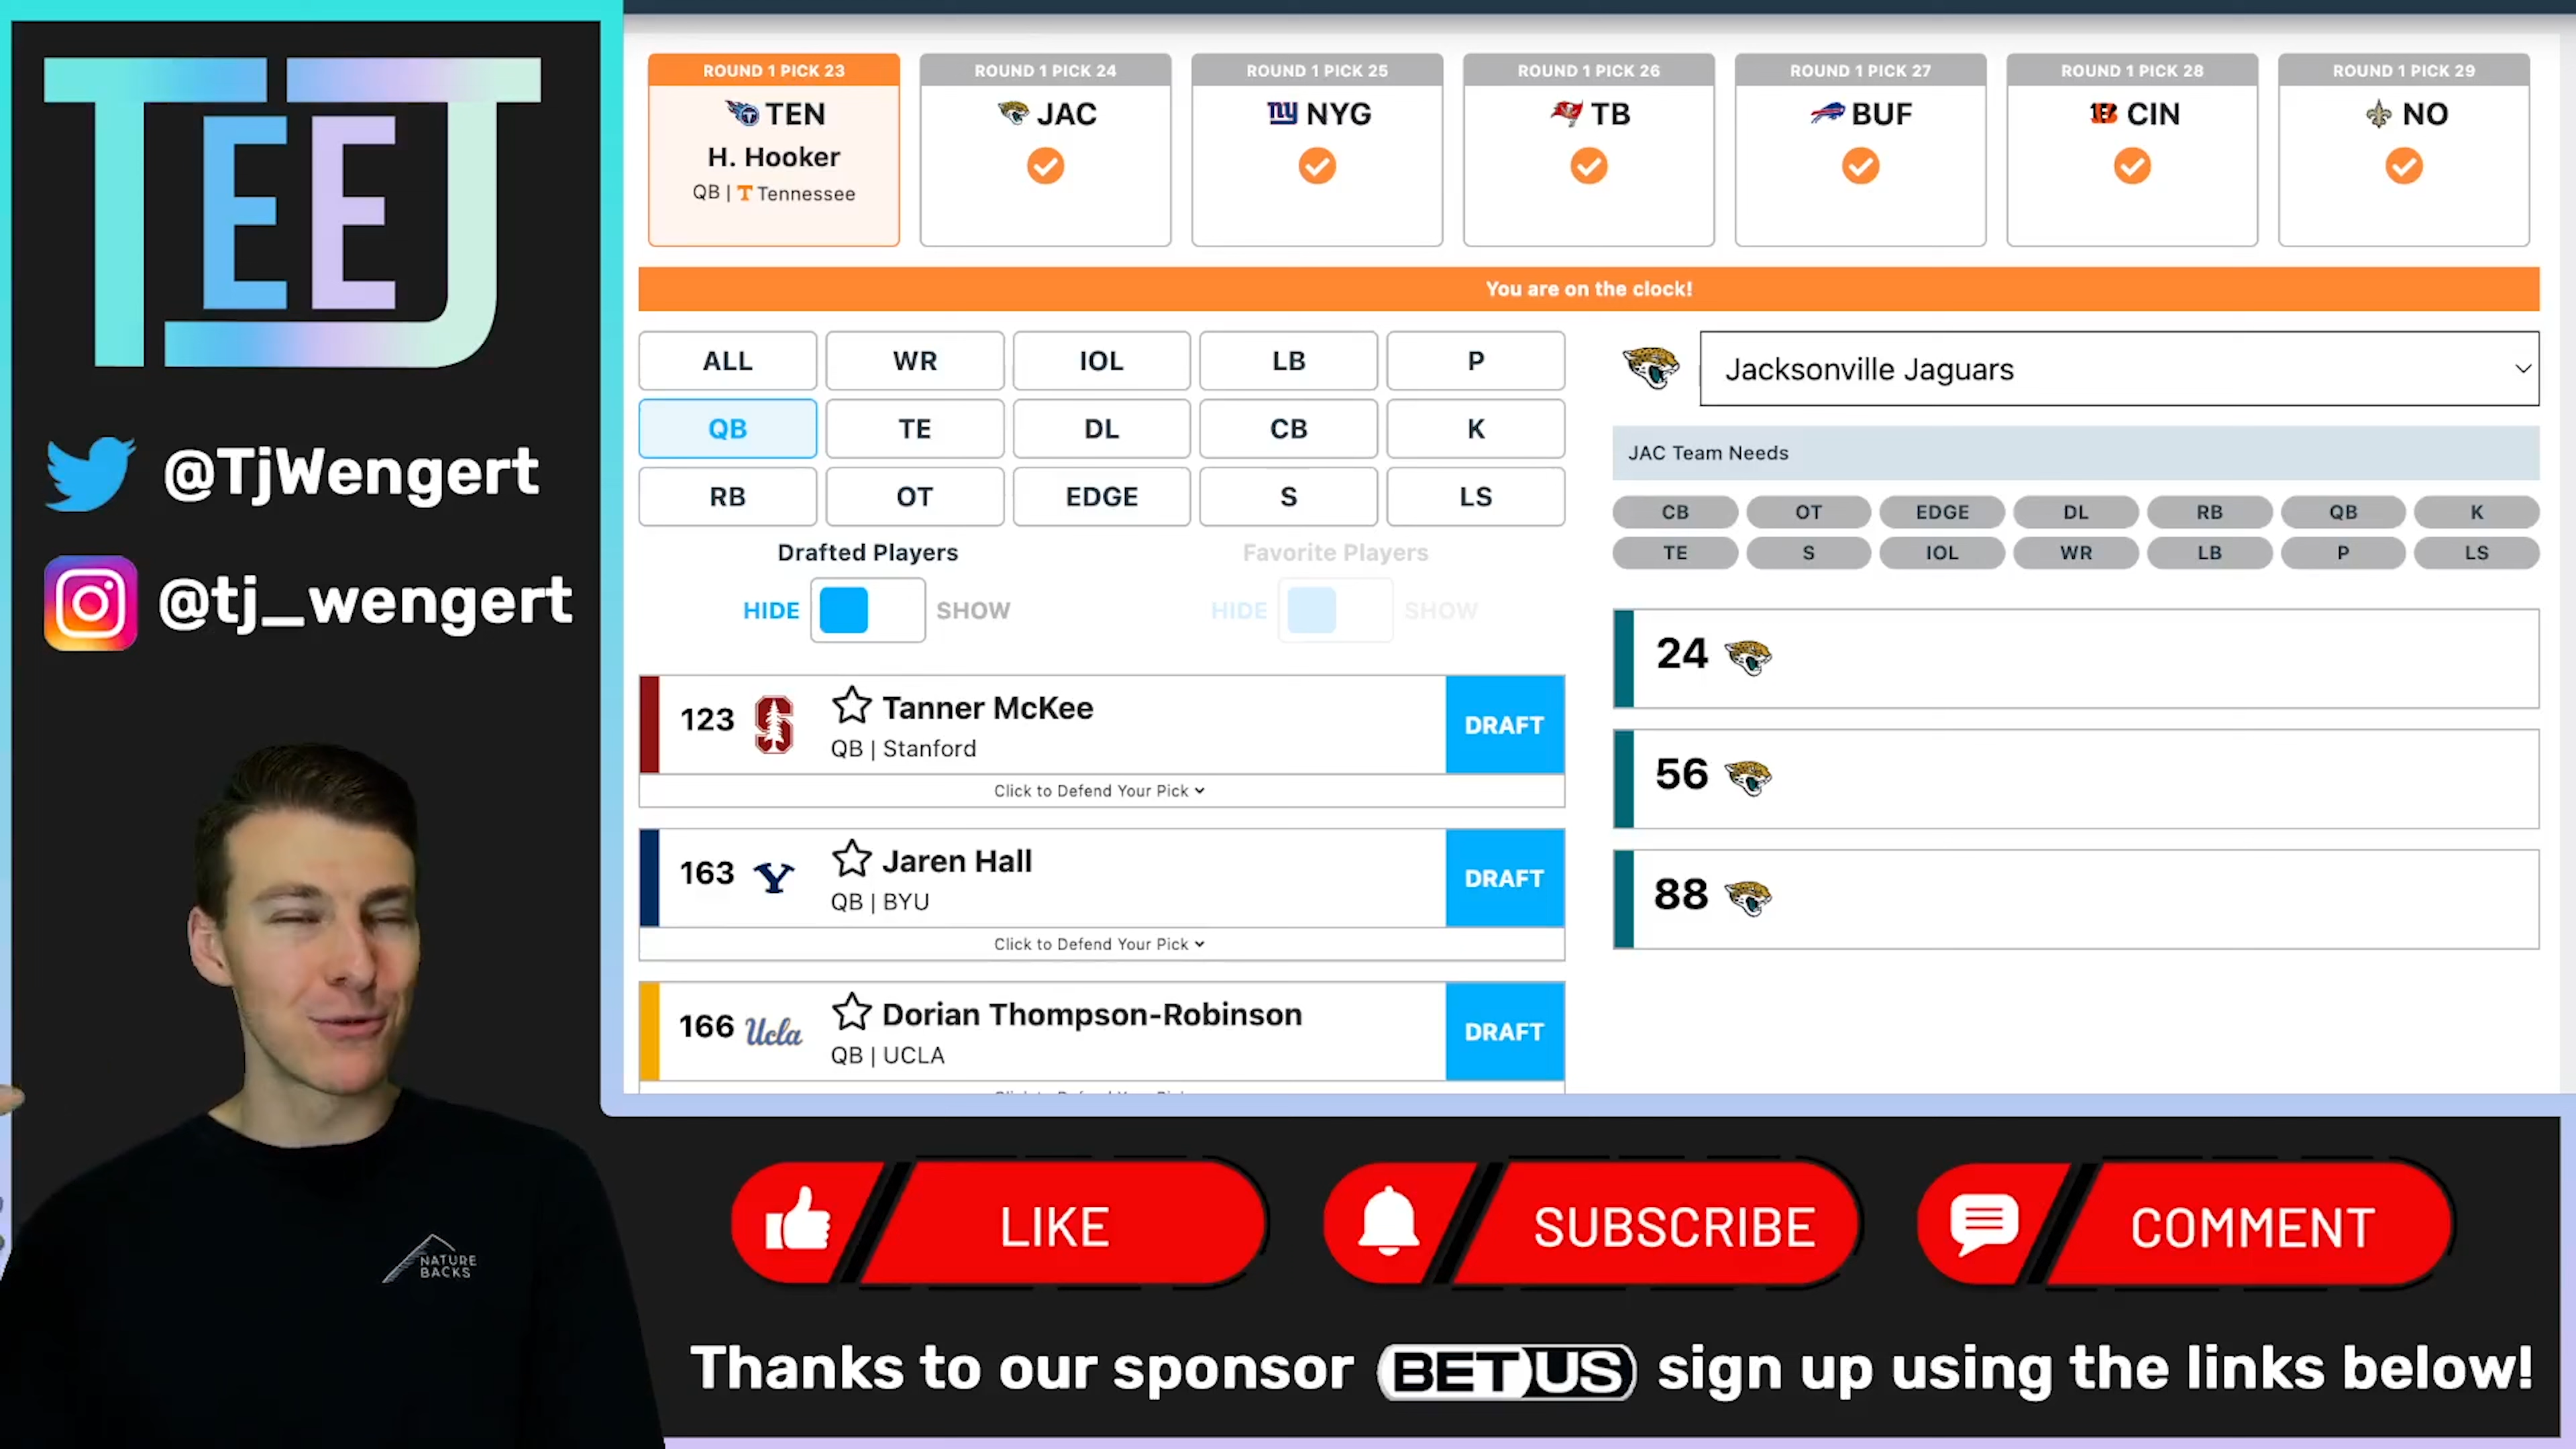 TEEJ
@TjWengert
@tj_wengert
NATURE
BACKS
ROUND 1 PICK 23
TEN
H. Hooker
QB | T Tennessee
ROUND 1 PICK 24
JAC
ROUND 1 PICK 25
ny NYG
ROUND 1 PICK 26
TB
ROUND 1 PICK 27
BUF
ROUND 1 PICK 28
CIN
ROUND 1 PICK 29
NO
You are on the clock!
ALL WR IOL LB P
QB TE DL CB K
RB OT EDGE S LS
Drafted Players
HIDE SHOW
Favorite Players
HIDE SHOW
123 S Tanner McKee
QB | Stanford
DRAFT
Click to Defend Your Pick
163 Y Jaren Hall
QB | BYU
DRAFT
Click to Defend Your Pick
166 Ucla Dorian Thompson-Robinson
QB | UCLA
DRAFT
Jacksonville Jaguars
JAC Team Needs
CB OT EDGE DL RB QB K
TE S IOL WR LB P LS
24
56
88
LIKE
SUBSCRIBE
COMMENT
Thanks to our sponsor BETUS sign up using the links below!